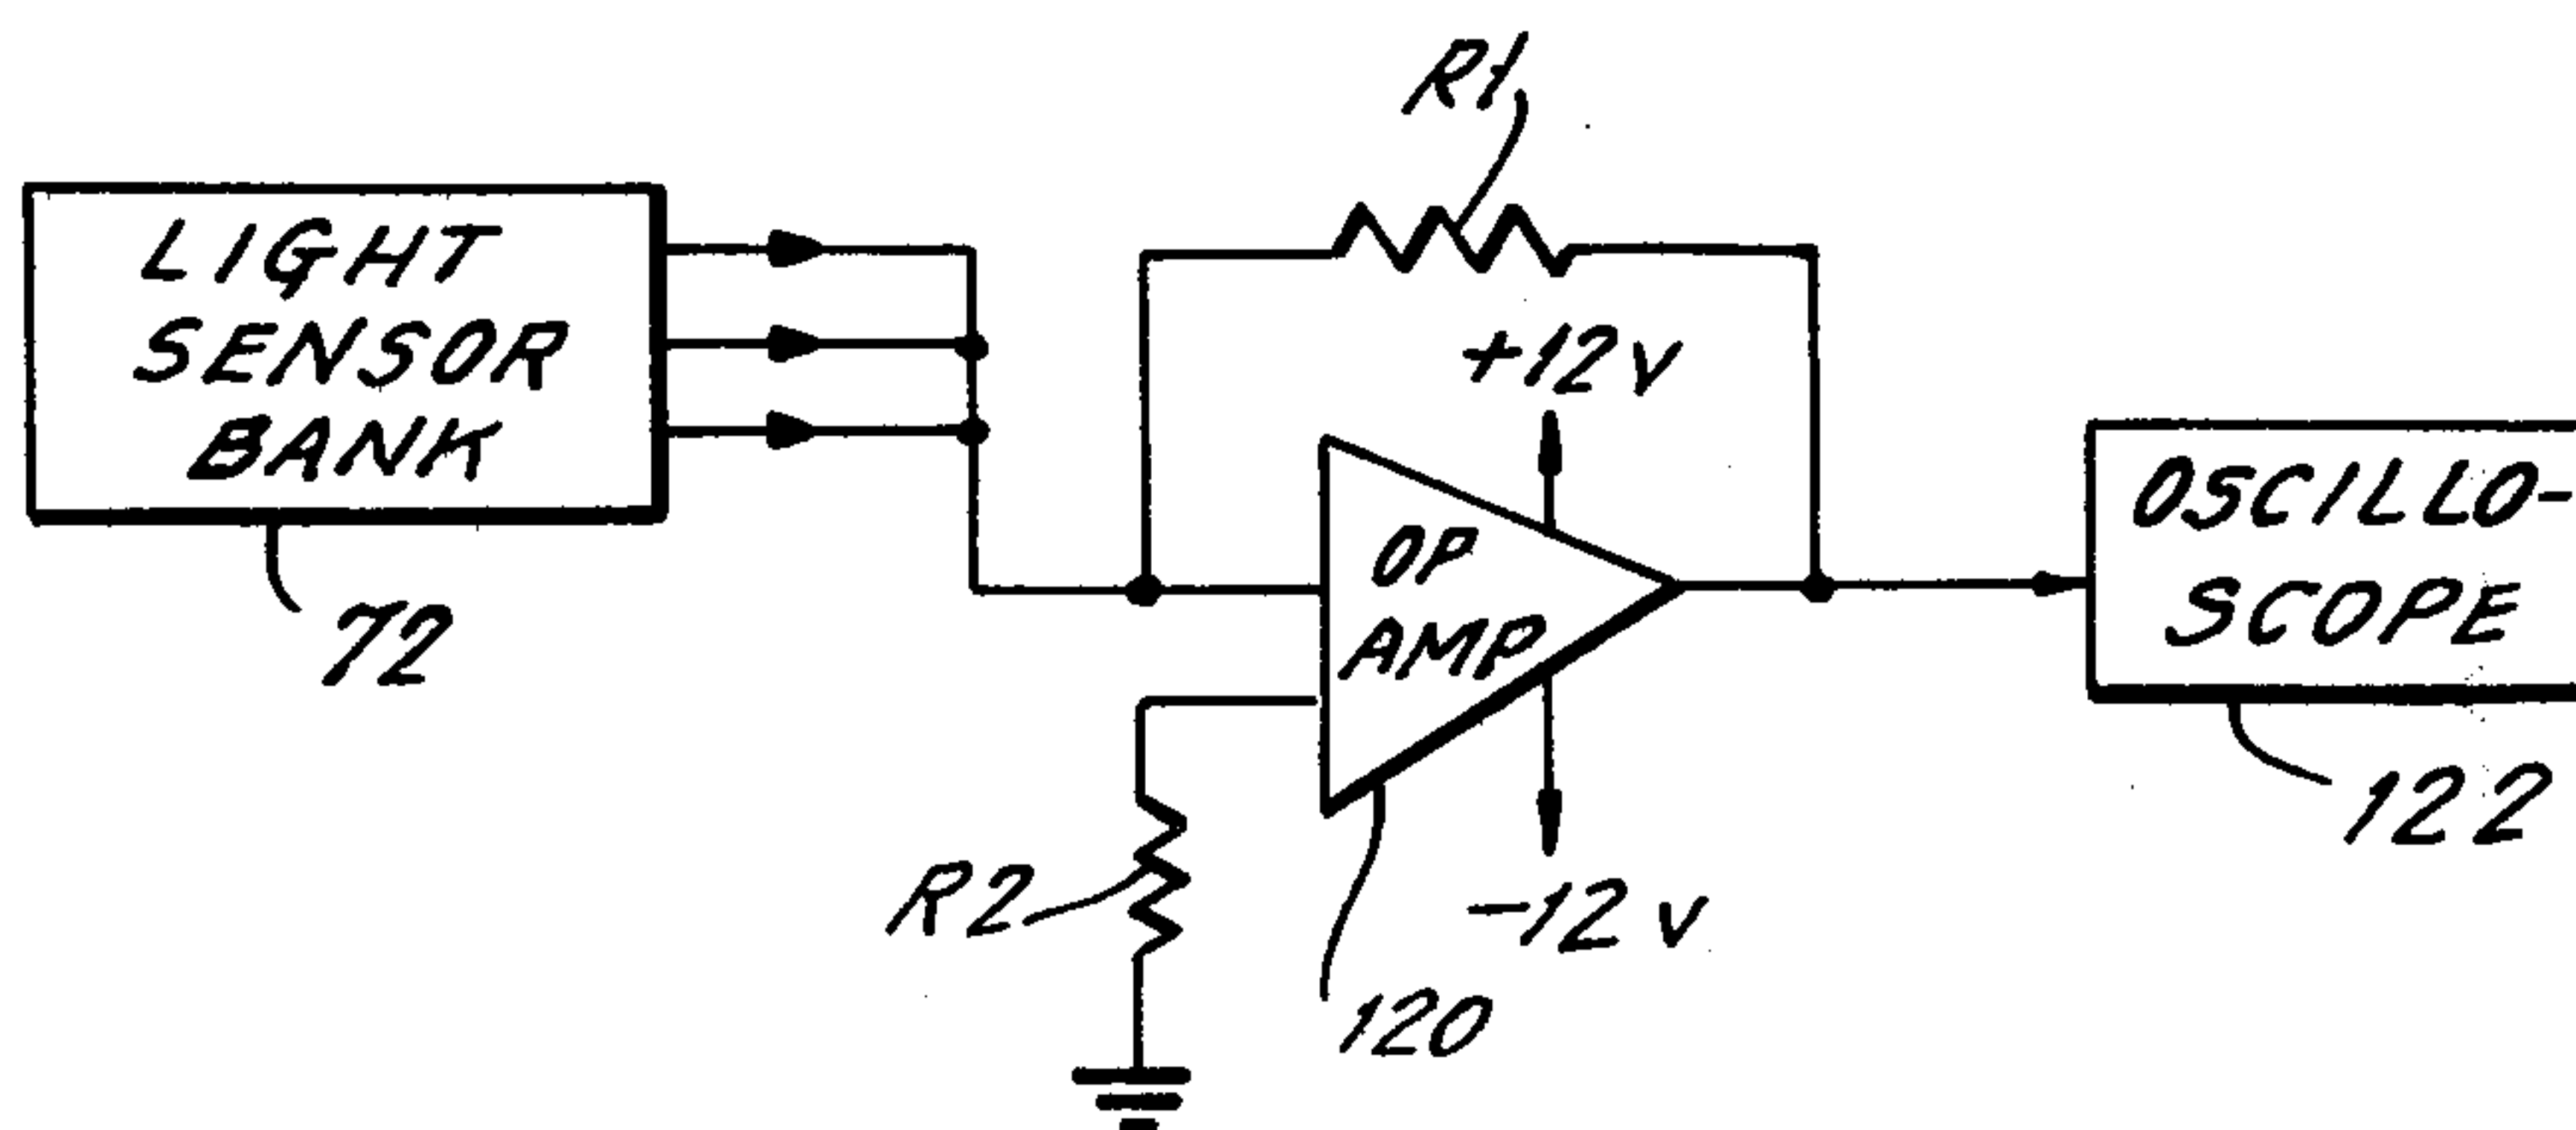 R1
LIGHT
SENSOR
BANK
72
+12v
OP
AMP
-12v
120
R2
OSCILLO-
SCOPE
122